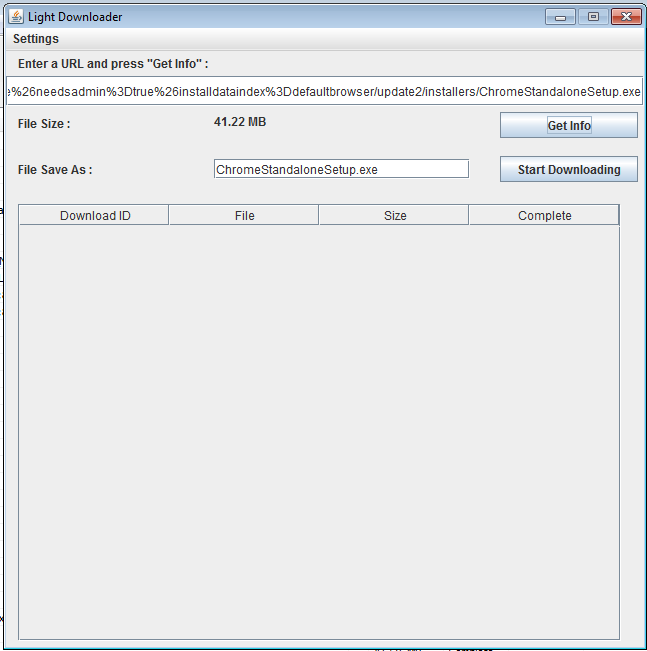 Light Downloader
Settings
Enter a URL and press "Get Info" :
e%26needsadmin%3Dtrue%26installdataindex%3Ddefaultbrowser/update2/installers/ChromeStandaloneSetup.exe
File Size :
41.22 MB
Get Info
File Save As :
ChromeStandaloneSetup.exe
Start Downloading
Download ID
File
Size
Complete